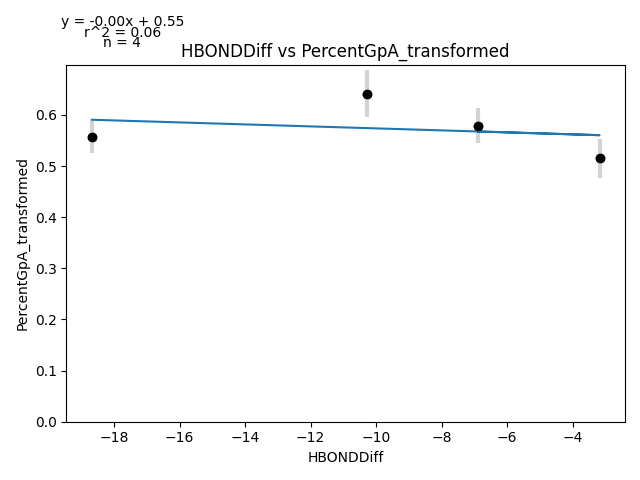 y = -0.00x + 0.55
r^2 = 0.06
n = 4
HBONDDiff vs PercentGpA_transformed
PercentGpA_transformed
0.6
0.5
0.4
0.3
0.2
0.1
0.0
−18 −16 −14 −12 −10 −8 −6 −4
HBONDDiff